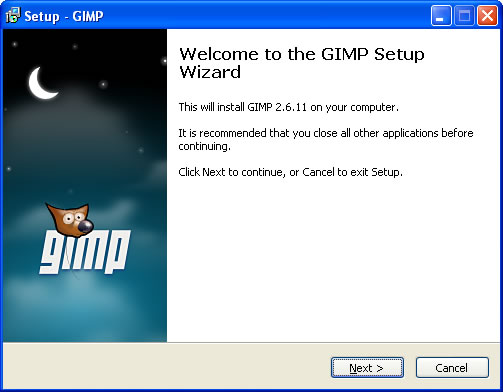 Setup - GIMP
Welcome to the GIMP Setup
Wizard
This will install GIMP 2.6.11 on your computer.
It is recommended that you close all other applications before
continuing.
Click Next to continue, or Cancel to exit Setup.
gimp
Next >
Cancel